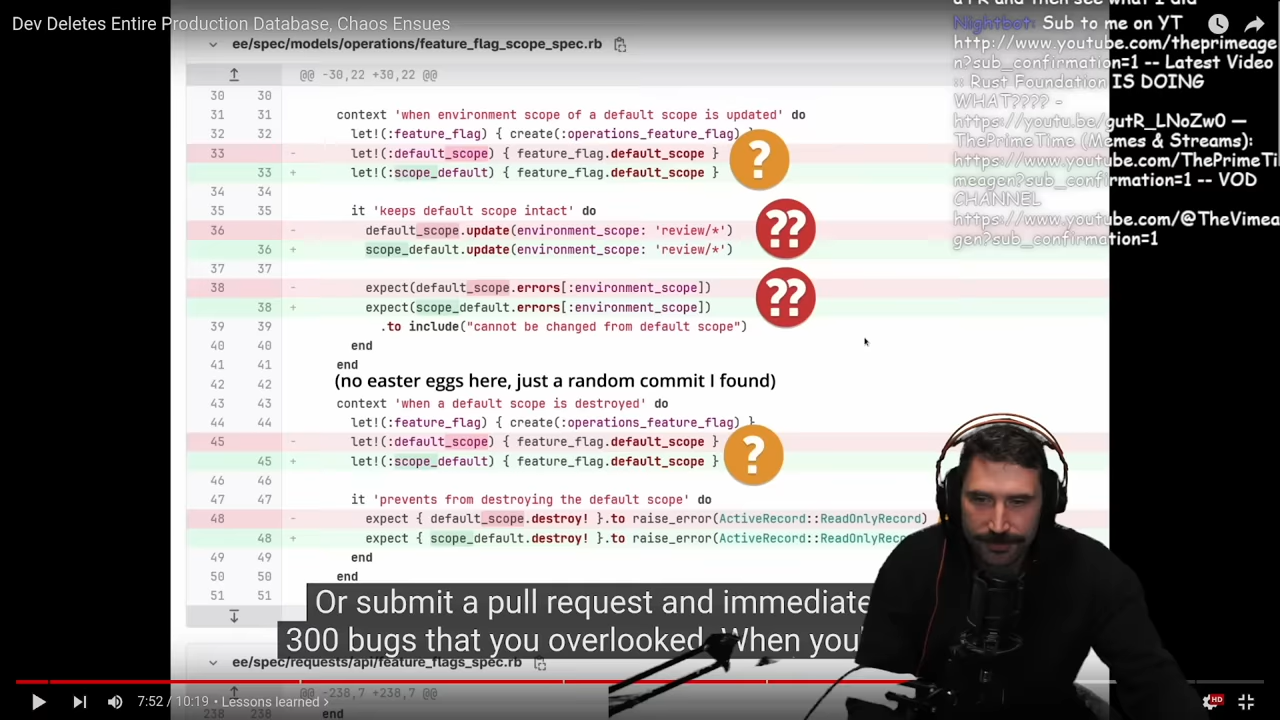 Dev Deletes Entire Production Database, Chaos Ensues
Nightbot: Sub to me on YT
http://www.youtube.com/theprimeage
n?sub_confirmation=1 -- Latest Video
:: Rust Foundation IS DOING
WHAT???? -
https://youtu.be/gutR_LNoZw0 —
ThePrimeTime (Memes & Streams):
https://www.youtube.com/ThePrimeTi
meagen?sub_confirmation=1 -- VOD
CHANNEL
https://www.youtube.com/@TheVimea
gen?sub_confirmation=1
ee/spec/models/operations/feature_flag_scope_spec.rb
@@ -30,22 +30,22 @@
30 30
31 31 context 'when environment scope of a default scope is updated' do
32 32 let!(:feature_flag) { create(:operations_feature_flag) }
33 - let!(:default_scope) { feature_flag.default_scope }
?
33 + let!(:scope_default) { feature_flag.default_scope }
34 34
35 35 it 'keeps default scope intact' do
36 - default_scope.update(environment_scope: 'review/*')
??
36 + scope_default.update(environment_scope: 'review/*')
37 37
38 - expect(default_scope.errors[:environment_scope])
??
38 + expect(scope_default.errors[:environment_scope])
39 39 .to include("cannot be changed from default scope")
40 40 end
41 41 end
42 42 (no easter eggs here, just a random commit I found)
43 43 context 'when a default scope is destroyed' do
44 44 let!(:feature_flag) { create(:operations_feature_flag) }
45 - let!(:default_scope) { feature_flag.default_scope }
?
45 + let!(:scope_default) { feature_flag.default_scope }
46 46
47 47 it 'prevents from destroying the default scope' do
48 - expect { default_scope.destroy! }.to raise_error(ActiveRecord::ReadOnlyRecord)
48 + expect { scope_default.destroy! }.to raise_error(ActiveRecord::ReadOnlyReco
49 49 end
50 50 end
51 51
Or submit a pull request and immediate
300 bugs that you overlooked. When you'
ee/spec/requests/api/feature_flags_spec.rb
@@ -238,7 +238,7 @@
238 238 end
7:52 / 10:19 • Lessons learned >
HD